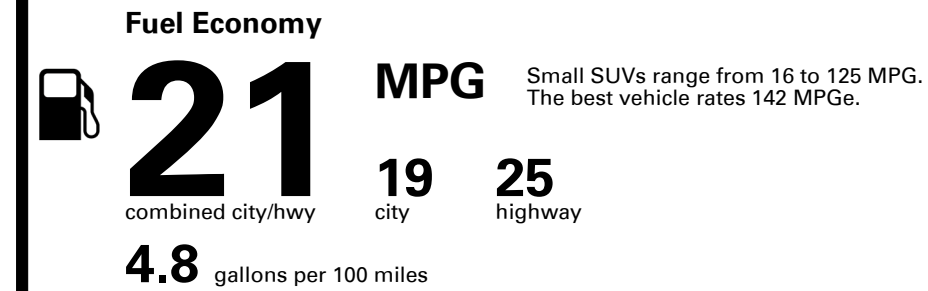 Fuel Economy
21 MPG
Small SUVs range from 16 to 125 MPG.
The best vehicle rates 142 MPGe.
combined city/hwy
19 city
25 highway
4.8 gallons per 100 miles